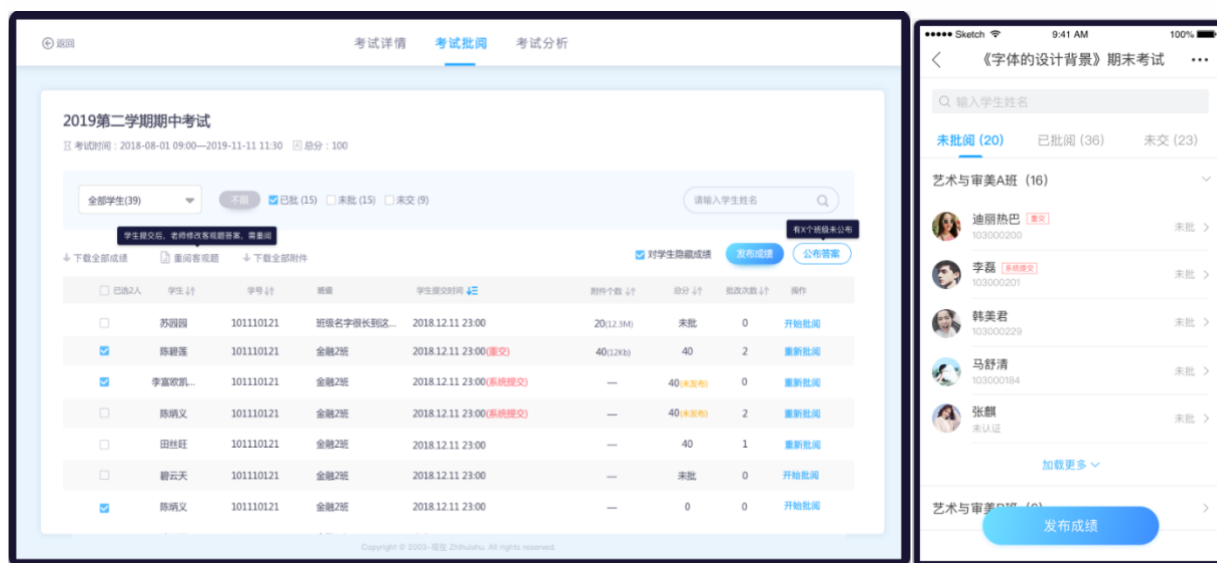 返回
考试详情 考试批阅 考试分析
2019第二学期期中考试
考试时间：2018-08-01 09:00—2019-11-11 11:30 总分：100
全部学生(39) 不限 已批 (15) 未批 (15) 未交 (9) 请输入学生姓名
学生提交后，老师修改客观题答案，需重阅 有X个班级未公布
下载全部成绩 重阅客观题 下载全部附件 对学生隐藏成绩 发布成绩 公布答案
已选2人 学生 学号 班级 学生提交时间 附件个数 总分 批改次数 操作
苏园园 101110121 班级名字很长到这... 2018.12.11 23:00 20(12.3M) 未批 0 开始批阅
陈碧莲 101110121 金融2班 2018.12.11 23:00(重交) 40(12Kb) 40 2 重新批阅
李富欧凯... 101110121 金融2班 2018.12.11 23:00(系统提交) — 40(未发布) 0 重新批阅
陈炳义 101110121 金融2班 2018.12.11 23:00(系统提交) — 40(未发布) 2 重新批阅
田丝旺 101110121 金融2班 2018.12.11 23:00 — 40 1 重新批阅
碧云天 101110121 金融2班 2018.12.11 23:00 — 未批 0 开始批阅
陈炳义 101110121 金融2班 2018.12.11 23:00 — 0 0 开始批阅
Copyright © 2003-现在 Zhihuishu. All rights reserved.
Sketch 9:41 AM 100%
《字体的设计背景》期末考试
输入学生姓名
未批阅 (20) 已批阅 (36) 未交 (23)
艺术与审美A班（16）
迪丽热巴 重交
103000200 未批
李磊 系统提交
103000201 未批
韩美君
103000229 未批
马舒清
103000184 未批
张麒
未认证 未批
加载更多
艺术与审美
发布成绩